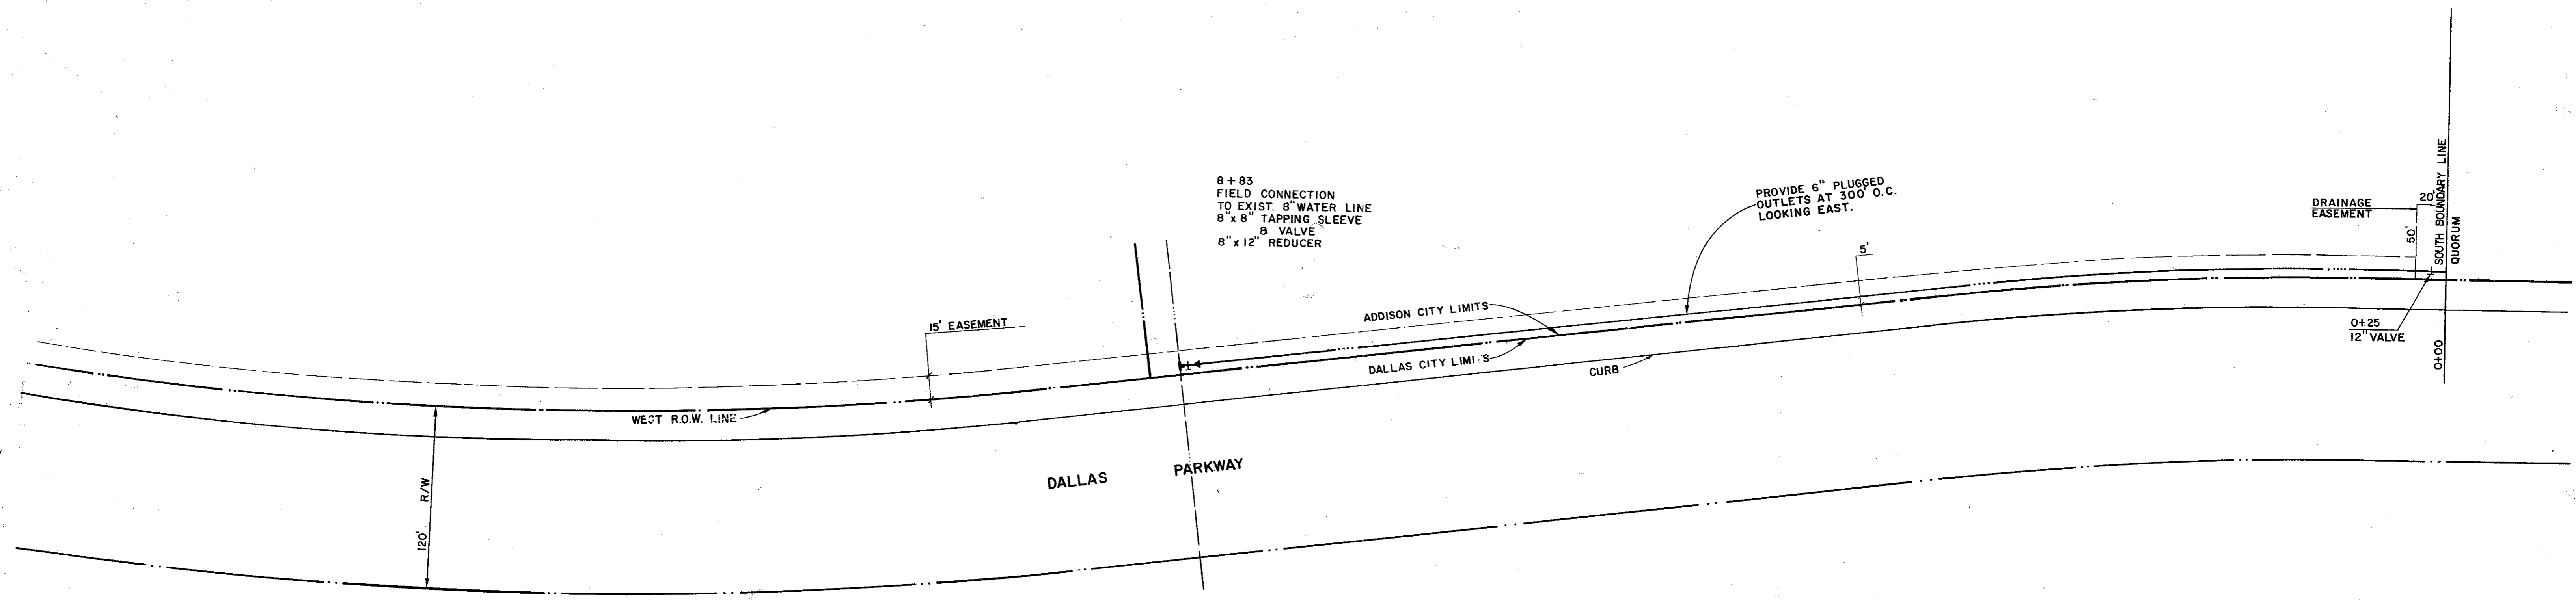 8 + 83
FIELD CONNECTION
TO EXIST. 8" WATER LINE
8" x 8" TAPPING SLEEVE
& VALVE
8" x 12" REDUCER
PROVIDE 6" PLUGGED
OUTLETS AT 300' O.C.
LOOKING EAST.
DRAINAGE
EASEMENT
20'
50'
SOUTH BOUNDARY LINE
QUORUM
5'
15' EASEMENT
ADDISON CITY LIMITS
DALLAS CITY LIMITS
CURB
0+25
12" VALVE
0+00
WEST R.O.W. LINE
120' R/W
DALLAS PARKWAY